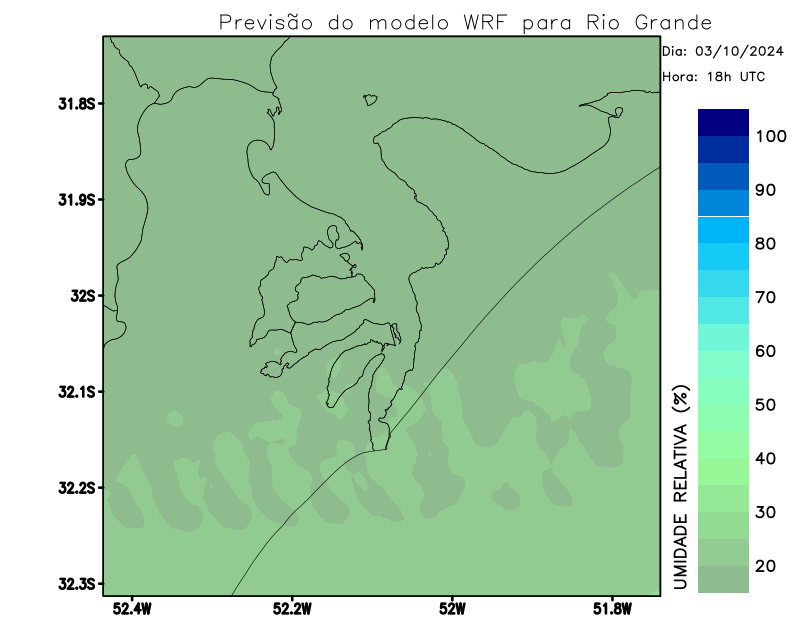 Previsão do modelo WRF para Rio Grande
Dia: 03/10/2024
Hora: 18h UTC
31.8S
31.9S
32S
32.1S
32.2S
32.3S
52.4W
52.2W
52W
51.8W
100
90
80
70
60
50
40
30
20
UMIDADE RELATIVA (%)